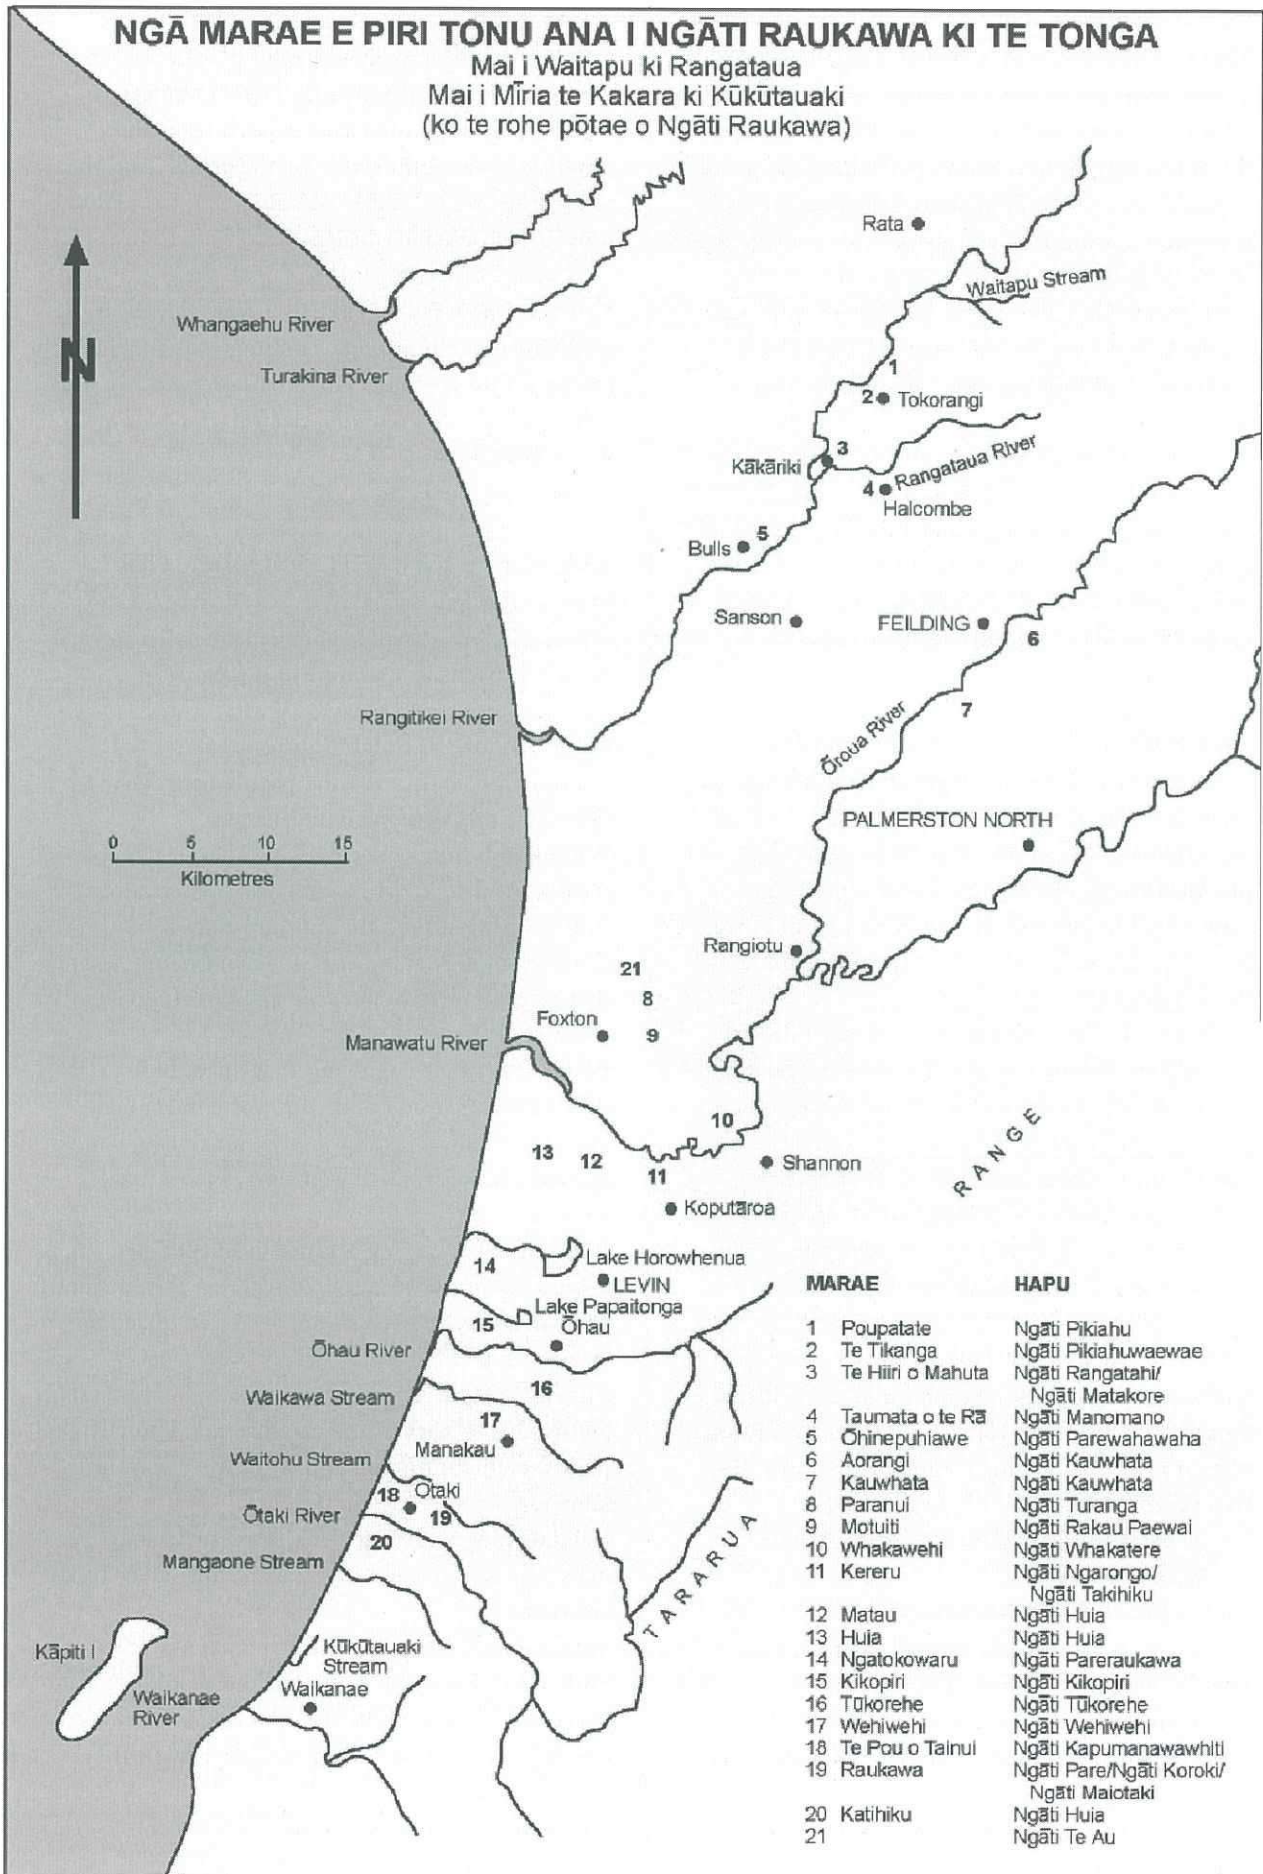 NGĀ MARAE E PIRI TONU ANA I NGĀTI RAUKAWA KI TE TONGA
Mai i Waitapu ki Rangataua
Mai i Mīria te Kakara ki Kūkūtauaki
(ko te rohe pōtae o Ngāti Raukawa)
Rata
Waitapu Stream
Whangaehu River
N
Turakina River
1
2
Tokorangi
3
Kākāriki
Rangataua River
4
Halcombe
5
Bulls
Sanson
FEILDING
6
7
Rangitikei River
Ōroua River
PALMERSTON NORTH
0 5 10 15
Kilometres
Rangiotu
21
8
Foxton
9
Manawatu River
10
13
12
11
Shannon
RANGE
Koputāroa
14
Lake Horowhenua
LEVIN
Lake Papaitonga
15
Ōhau
Ōhau River
16
Waikawa Stream
17
Manakau
Waitohu Stream
18
Ōtaki
19
Ōtaki River
20
Mangaone Stream
TARARUA
Kūkūtauaki
Stream
Kāpiti I
Waikanae
Waikanae
River
MARAE HAPU
1 Poupatate Ngāti Pikiahu
2 Te Tikanga Ngāti Pikiahuwaewae
3 Te Hiiri o Mahuta Ngāti Rangatahi/
Ngāti Matakore
4 Taumata o te Rā Ngāti Manomano
5 Ōhinepuhiawe Ngāti Parewahawaha
6 Aorangi Ngāti Kauwhata
7 Kauwhata Ngāti Kauwhata
8 Paranui Ngāti Turanga
9 Motuiti Ngāti Rakau Paewai
10 Whakawehi Ngāti Whakatere
11 Kereru Ngāti Ngarongo/
Ngāti Takihiku
12 Matau Ngāti Huia
13 Huia Ngāti Huia
14 Ngatokowaru Ngāti Pareraukawa
15 Kikopiri Ngāti Kikopiri
16 Tūkorehe Ngāti Tūkorehe
17 Wehiwehi Ngāti Wehiwehi
18 Te Pou o Tainui Ngāti Kapumanawawhiti
19 Raukawa Ngāti Pare/Ngāti Koroki/
Ngāti Maiotaki
20 Katihiku Ngāti Huia
21 Ngāti Te Au